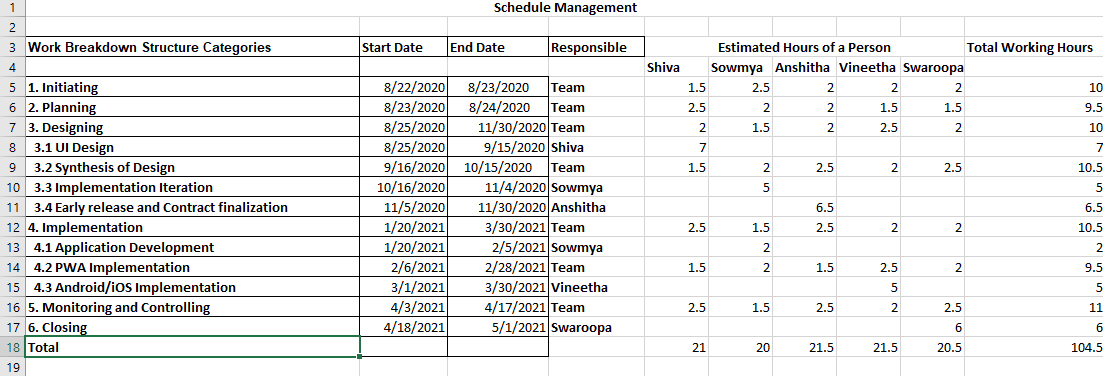 1 Schedule Management
2
3 Work Breakdown Structure Categories Start Date End Date Responsible Estimated Hours of a Person Total Working Hours
4 Shiva Sowmya Anshitha Vineetha Swaroopa
5 1. Initiating 8/22/2020 8/23/2020 Team 1.5 2.5 2 2 2 10
6 2. Planning 8/23/2020 8/24/2020 Team 2.5 2 2 1.5 1.5 9.5
7 3. Designing 8/25/2020 11/30/2020 Team 2 1.5 2 2.5 2 10
8 3.1 UI Design 8/25/2020 9/15/2020 Shiva 7 7
9 3.2 Synthesis of Design 9/16/2020 10/15/2020 Team 1.5 2 2.5 2 2.5 10.5
10 3.3 Implementation Iteration 10/16/2020 11/4/2020 Sowmya 5 5
11 3.4 Early release and Contract finalization 11/5/2020 11/30/2020 Anshitha 6.5 6.5
12 4. Implementation 1/20/2021 3/30/2021 Team 2.5 1.5 2.5 2 2 10.5
13 4.1 Application Development 1/20/2021 2/5/2021 Sowmya 2 2
14 4.2 PWA Implementation 2/6/2021 2/28/2021 Team 1.5 2 1.5 2.5 2 9.5
15 4.3 Android/iOS Implementation 3/1/2021 3/30/2021 Vineetha 5 5
16 5. Monitoring and Controlling 4/3/2021 4/17/2021 Team 2.5 1.5 2.5 2 2.5 11
17 6. Closing 4/18/2021 5/1/2021 Swaroopa 6 6
18 Total 21 20 21.5 21.5 20.5 104.5
19